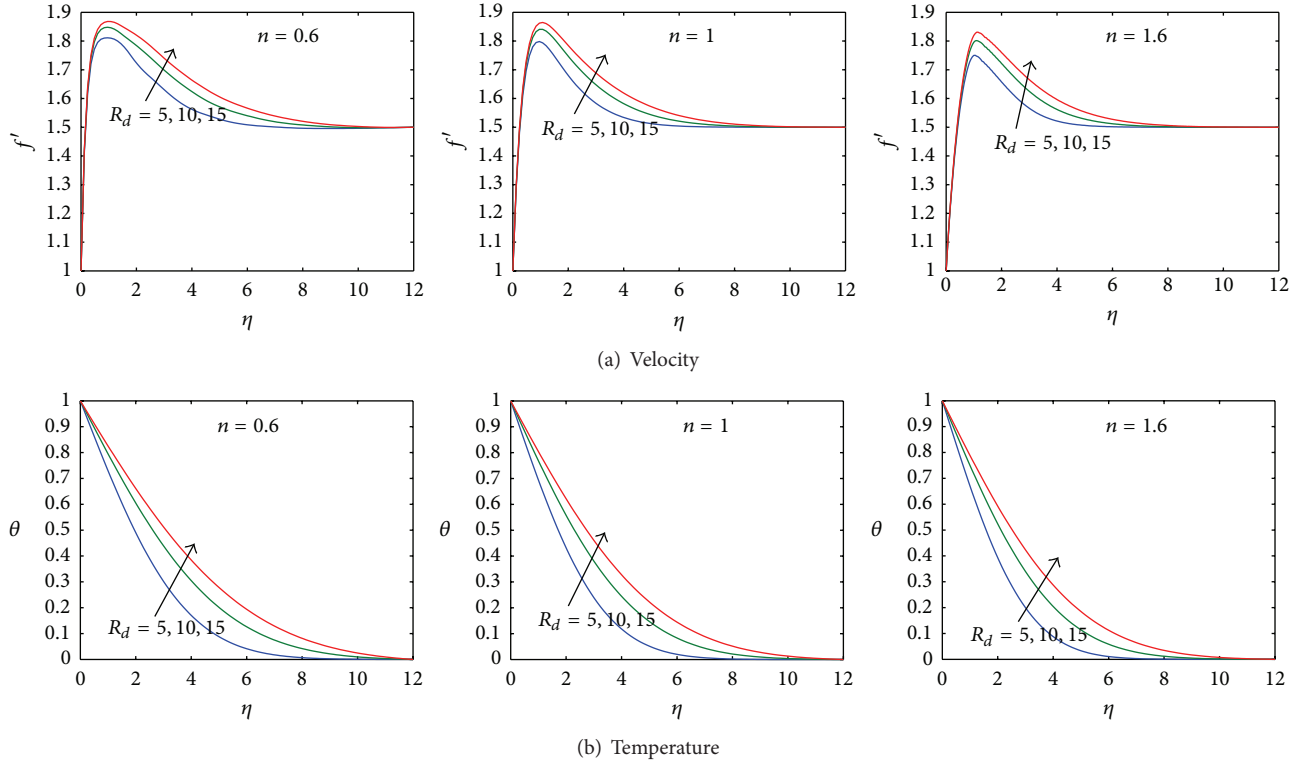 1.9
1.8
1.7
1.6
1.5
1.4
1.3
1.2
1.1
1
f′
n = 0.6
R_d = 5, 10, 15
0 2 4 6 8 10 12
η
1.9
1.8
1.7
1.6
1.5
1.4
1.3
1.2
1.1
1
f′
n = 1
R_d = 5, 10, 15
0 2 4 6 8 10 12
η
1.9
1.8
1.7
1.6
1.5
1.4
1.3
1.2
1.1
1
f′
n = 1.6
R_d = 5, 10, 15
0 2 4 6 8 10 12
η
(a) Velocity
1
0.9
0.8
0.7
0.6
0.5
0.4
0.3
0.2
0.1
0
θ
n = 0.6
R_d = 5, 10, 15
0 2 4 6 8 10 12
η
1
0.9
0.8
0.7
0.6
0.5
0.4
0.3
0.2
0.1
0
θ
n = 1
R_d = 5, 10, 15
0 2 4 6 8 10 12
η
1
0.9
0.8
0.7
0.6
0.5
0.4
0.3
0.2
0.1
0
θ
n = 1.6
R_d = 5, 10, 15
0 2 4 6 8 10 12
η
(b) Temperature